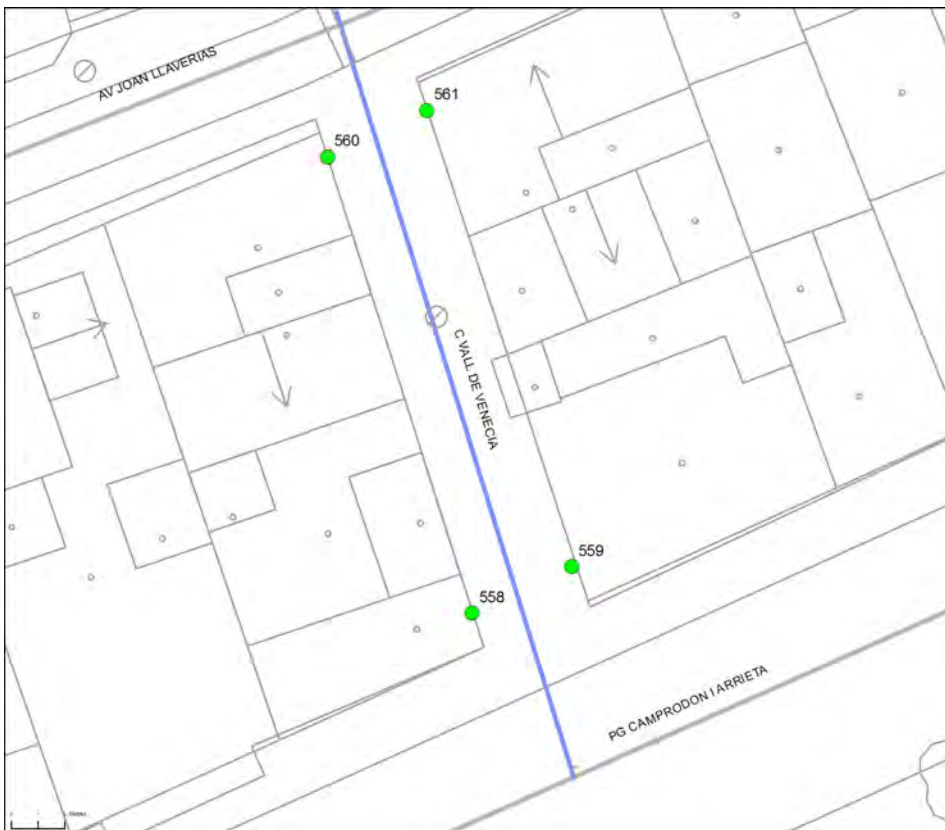 AV JOAN LLAVERIAS
561
560
C VALL DE VENECIA
559
558
PG CAMPRODON I ARRIETA